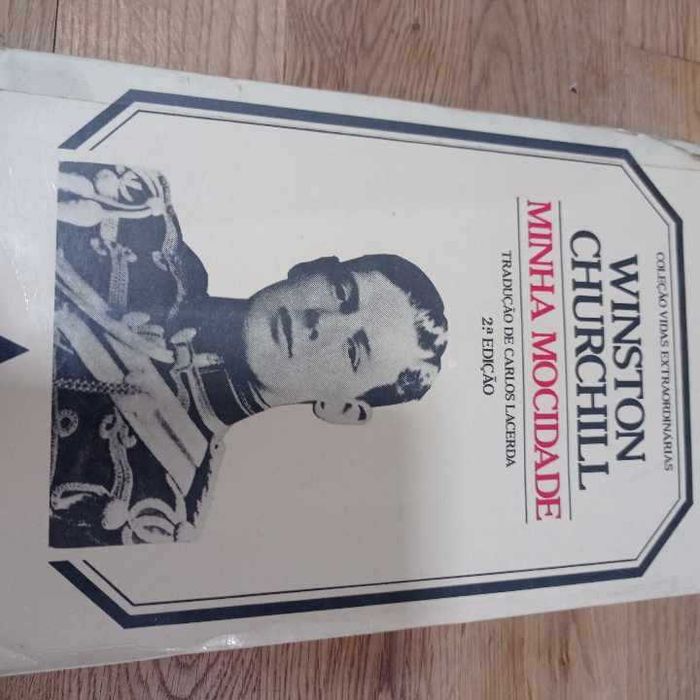 COLEÇÃO VIDAS EXTRAORDINÁRIAS
WINSTON
CHURCHILL
MINHA MOCIDADE
TRADUÇÃO DE CARLOS LACERDA
2ª EDIÇÃO